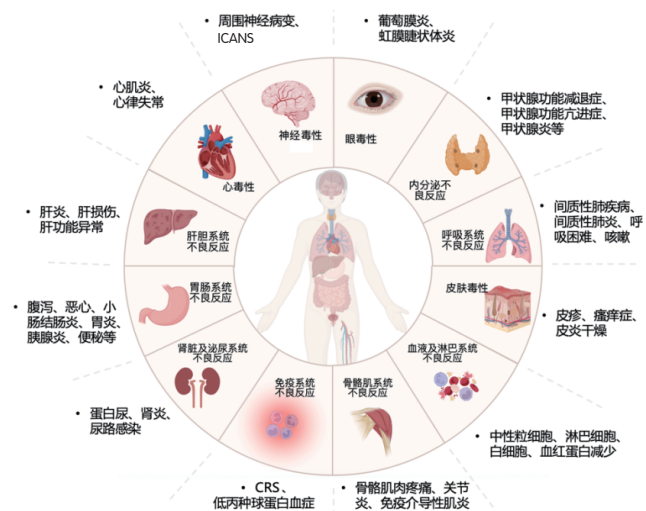 • 周围神经病变、
ICANS
• 葡萄膜炎、
虹膜睫状体炎
• 心肌炎、
心律失常
• 甲状腺功能减退症、
甲状腺功能亢进症、
甲状腺炎等
神经毒性
眼毒性
心毒性
内分泌不
良反应
• 肝炎、肝损伤、
肝功能异常
肝胆系统
不良反应
呼吸系统
不良反应
• 间质性肺疾病、
间质性肺炎、呼
吸困难、咳嗽
• 腹泻、恶心、小
肠结肠炎、胃炎、
胰腺炎、便秘等
胃肠系统
不良反应
皮肤毒性
• 皮疹、瘙痒症、
皮炎干燥
肾脏及泌尿系统
不良反应
血液及淋巴系统
不良反应
免疫系统
不良反应
骨骼肌系统
不良反应
• 蛋白尿、肾炎、
尿路感染
• 中性粒细胞、淋巴细胞、
白细胞、血红蛋白减少
• CRS、
低丙种球蛋白血症
• 骨骼肌肉疼痛、关节
炎、免疫介导性肌炎